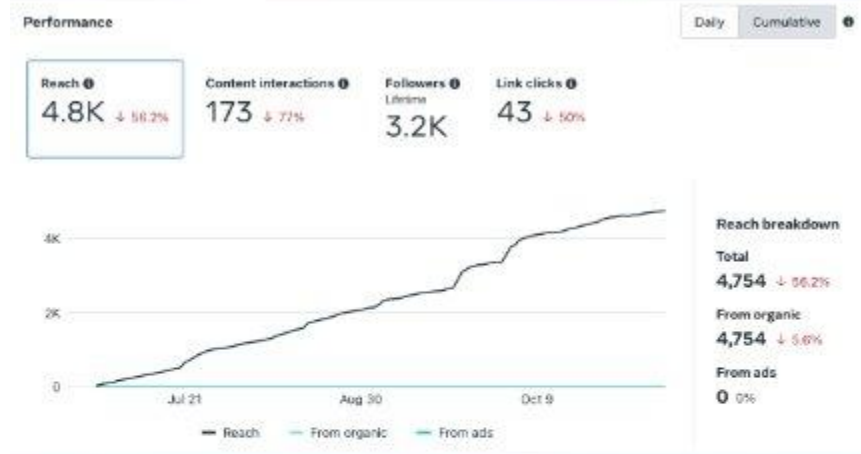 Performance
Daily Cumulative
Reach
4.8K ↓ 56.2%
Content interactions
173 ↓ 77%
Followers
Lifetime
3.2K
Link clicks
43 ↓ 50%
4K
2K
0
Jul 21 Aug 30 Oct 9
Reach From organic From ads
Reach breakdown
Total
4,754 ↓ 56.2%
From organic
4,754 ↓ 5.6%
From ads
0 0%